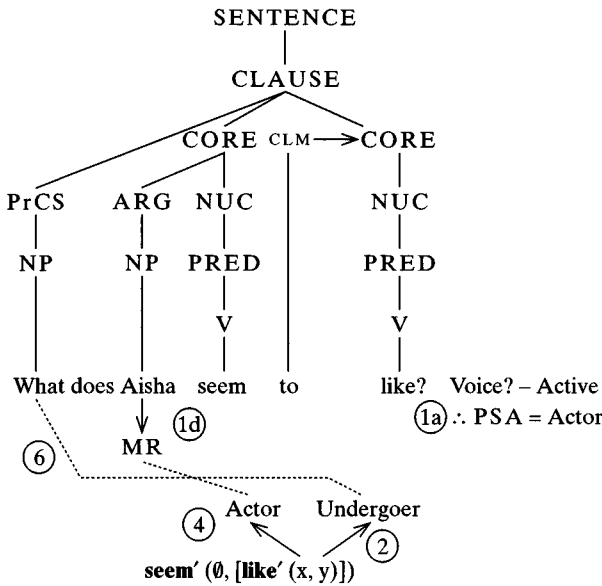 SENTENCE
CLAUSE
CORE CLM CORE
PrCS ARG NUC NUC
NP NP PRED PRED
V V
What does Aisha seem to like? Voice? – Active
1d 1a ∴ PSA = Actor
MR
6
4 Actor Undergoer
2
seem′ (Ø, [like′ (x, y)])